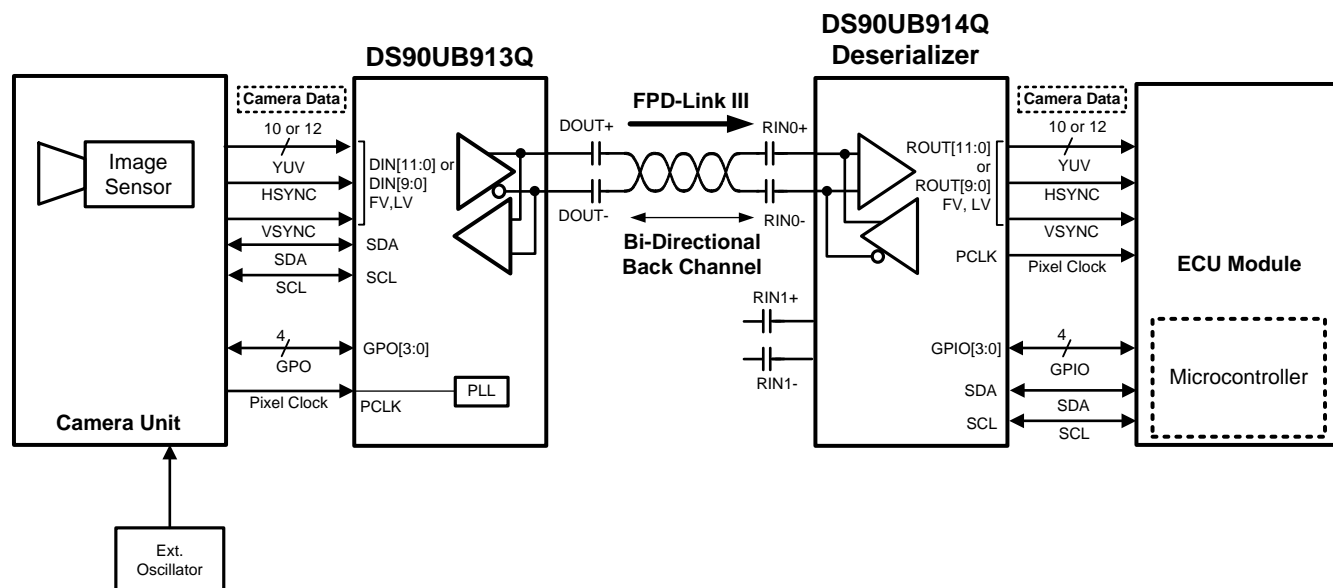 DS90UB914Q
Deserializer
DS90UB913Q
Camera Data
10 or 12
YUV
HSYNC
VSYNC
SDA
SCL
4
GPO
Pixel Clock
Image
Sensor
Camera Unit
Ext.
Oscillator
DIN[11:0] or
DIN[9:0]
FV,LV
SDA
SCL
GPO[3:0]
PCLK
PLL
DOUT+
DOUT-
FPD-Link III
Bi-Directional
Back Channel
RIN0+
RIN0-
RIN1+
RIN1-
ROUT[11:0]
or
ROUT[9:0]
FV, LV
PCLK
GPIO[3:0]
SDA
SCL
Camera Data
10 or 12
YUV
HSYNC
VSYNC
Pixel Clock
4
GPIO
SDA
SCL
ECU Module
Microcontroller